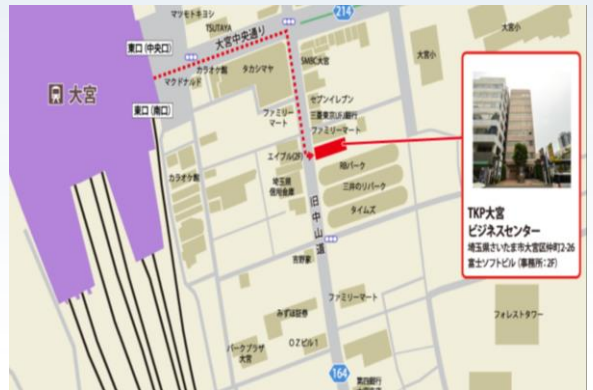 マツモトキヨシ
TSUTAYA
214
大宮中央通り
東口 (中央口)
カラオケ館
タカシマヤ
SMBC大宮
大宮小
大宮小
マクドナルド
大宮
東口 (南口)
セブンイレブン
三菱東京UFJ銀行
ファミリーマート
ファミリー
マート
エイブル(2F)
カラオケ館
埼玉県
信用金庫
RBパーク
三井のリパーク
タイムズ
旧中山道
TKP大宮
ビジネスセンター
埼玉県さいたま市大宮区仲町2-26
富士ソフトビル (事務所:2F)
吉野家
ファミリーマート
みずほ証券
OZビル1
フォレストタワー
パークプラザ
大宮
164
第四銀行